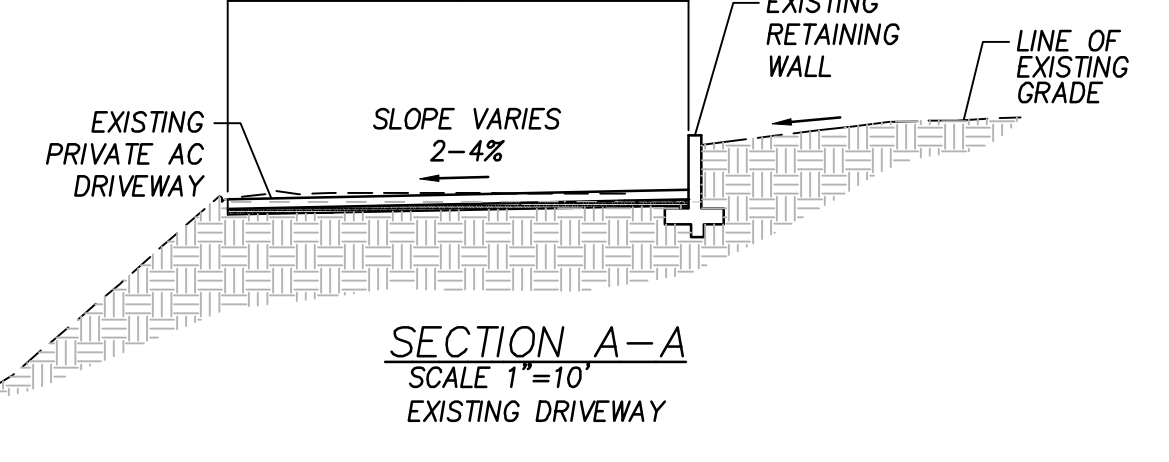 EXISTING
RETAINING
WALL
LINE OF
EXISTING
GRADE
EXISTING
PRIVATE AC
DRIVEWAY
SLOPE VARIES
2-4%
SECTION A-A
SCALE 1"=10'
EXISTING DRIVEWAY